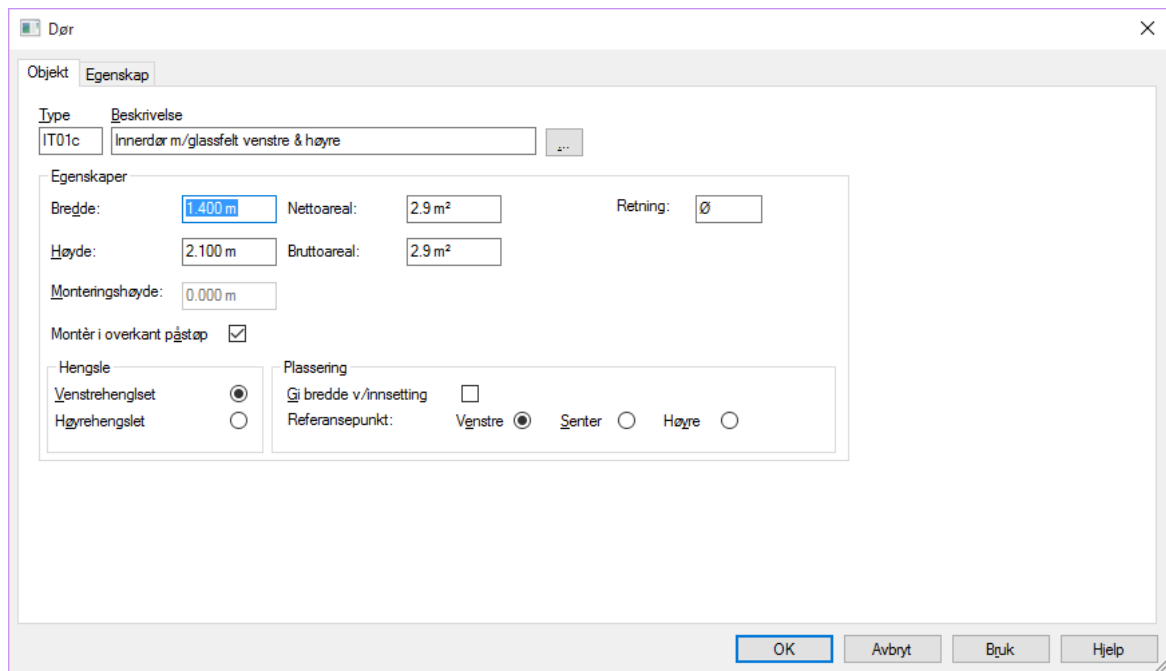 Dør
Objekt Egenskap
Type Beskrivelse
IT01c Innerdør m/glassfelt venstre & høyre ...
Egenskaper
Bredde: 1.400 m Nettoareal: 2.9 m² Retning: Ø
Høyde: 2.100 m Bruttoareal: 2.9 m²
Monteringshøyde: 0.000 m
Montèr i overkant påstøp
Hengsle Plassering
Venstrehenglset Gi bredde v/innsetting
Høyrehengslet Referansepunkt: Venstre Senter Høyre
OK Avbryt Bruk Hjelp